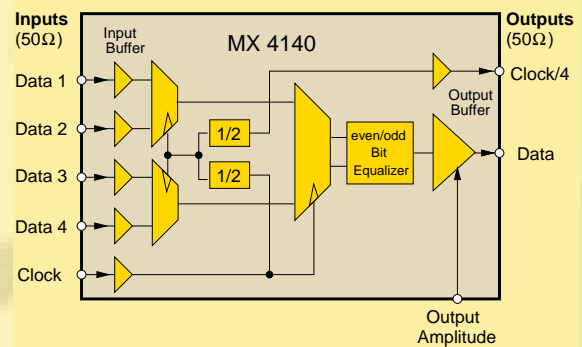 Inputs
(50Ω)
Input
Buffer
MX 4140
Outputs
(50Ω)
Data 1
Data 2
Data 3
Data 4
Clock
1/2
1/2
even/odd
Bit
Equalizer
Output
Buffer
Clock/4
Data
Output
Amplitude